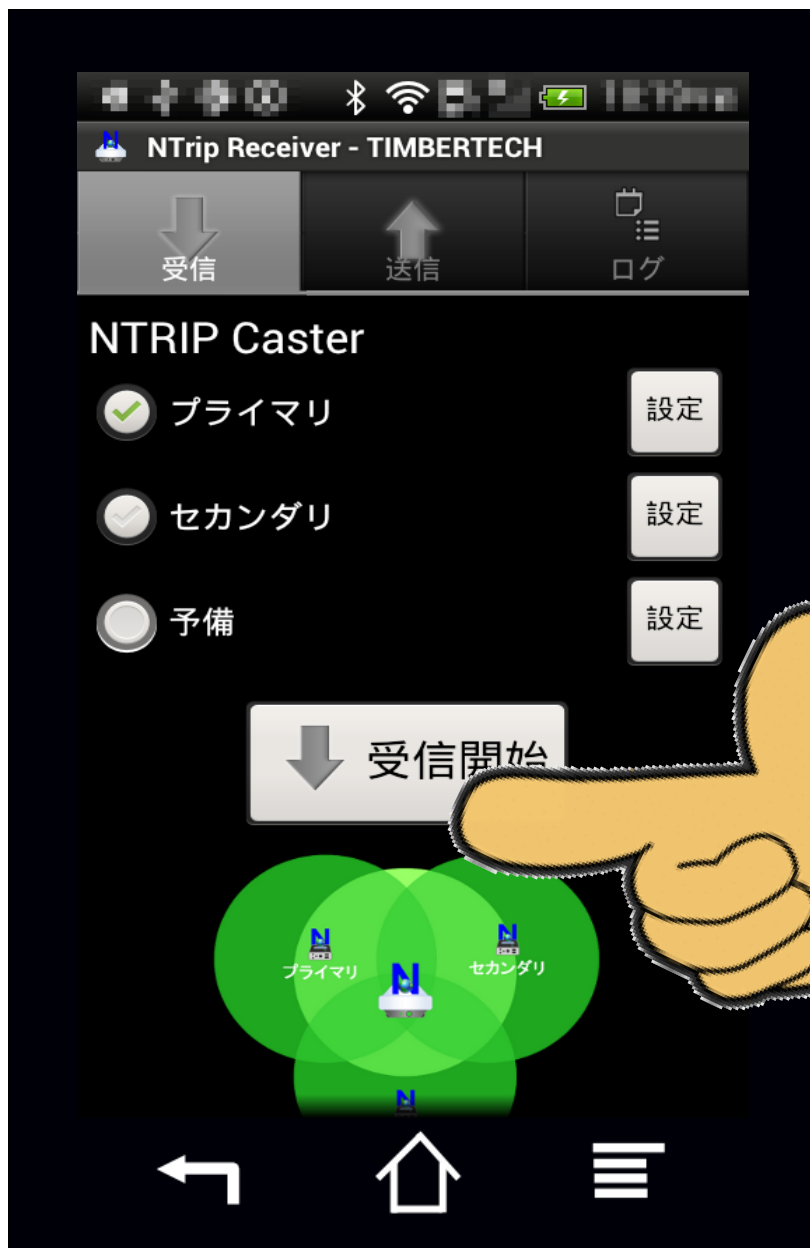 NTrip Receiver - TIMBERTECH
受信
送信
ログ
NTRIP Caster
プライマリ
設定
セカンダリ
設定
予備
設定
受信開始
N
プライマリ
N
セカンダリ
N
N